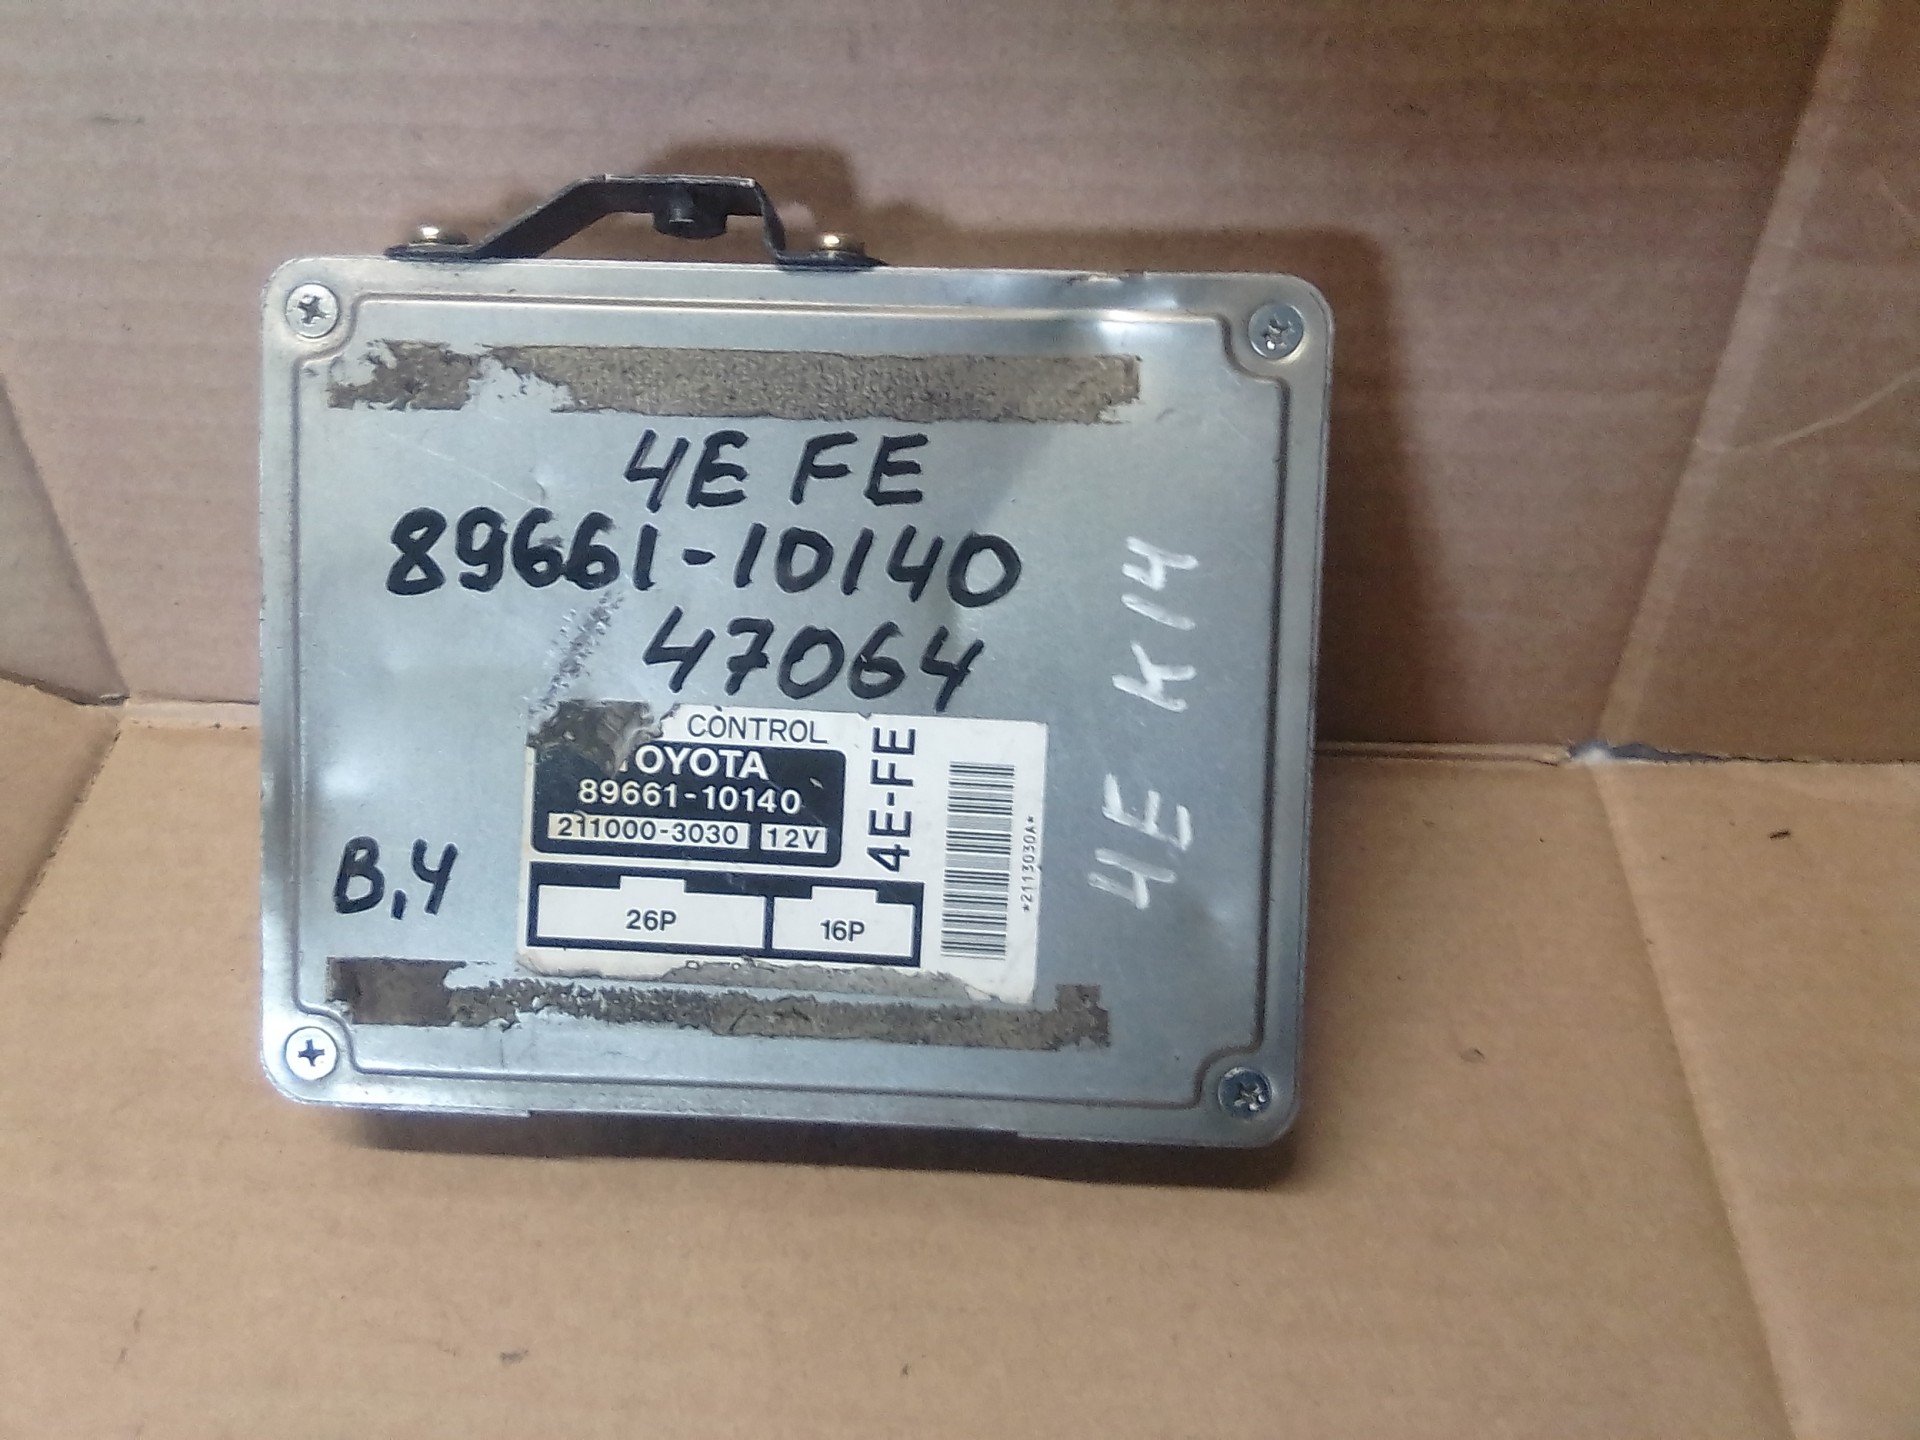 4E FE
89661-10140
47064
CONTROL
TOYOTA
89661-10140
211000-3030 12V
4E-FE
*2113030A*
26P 16P
B.4
4E K14